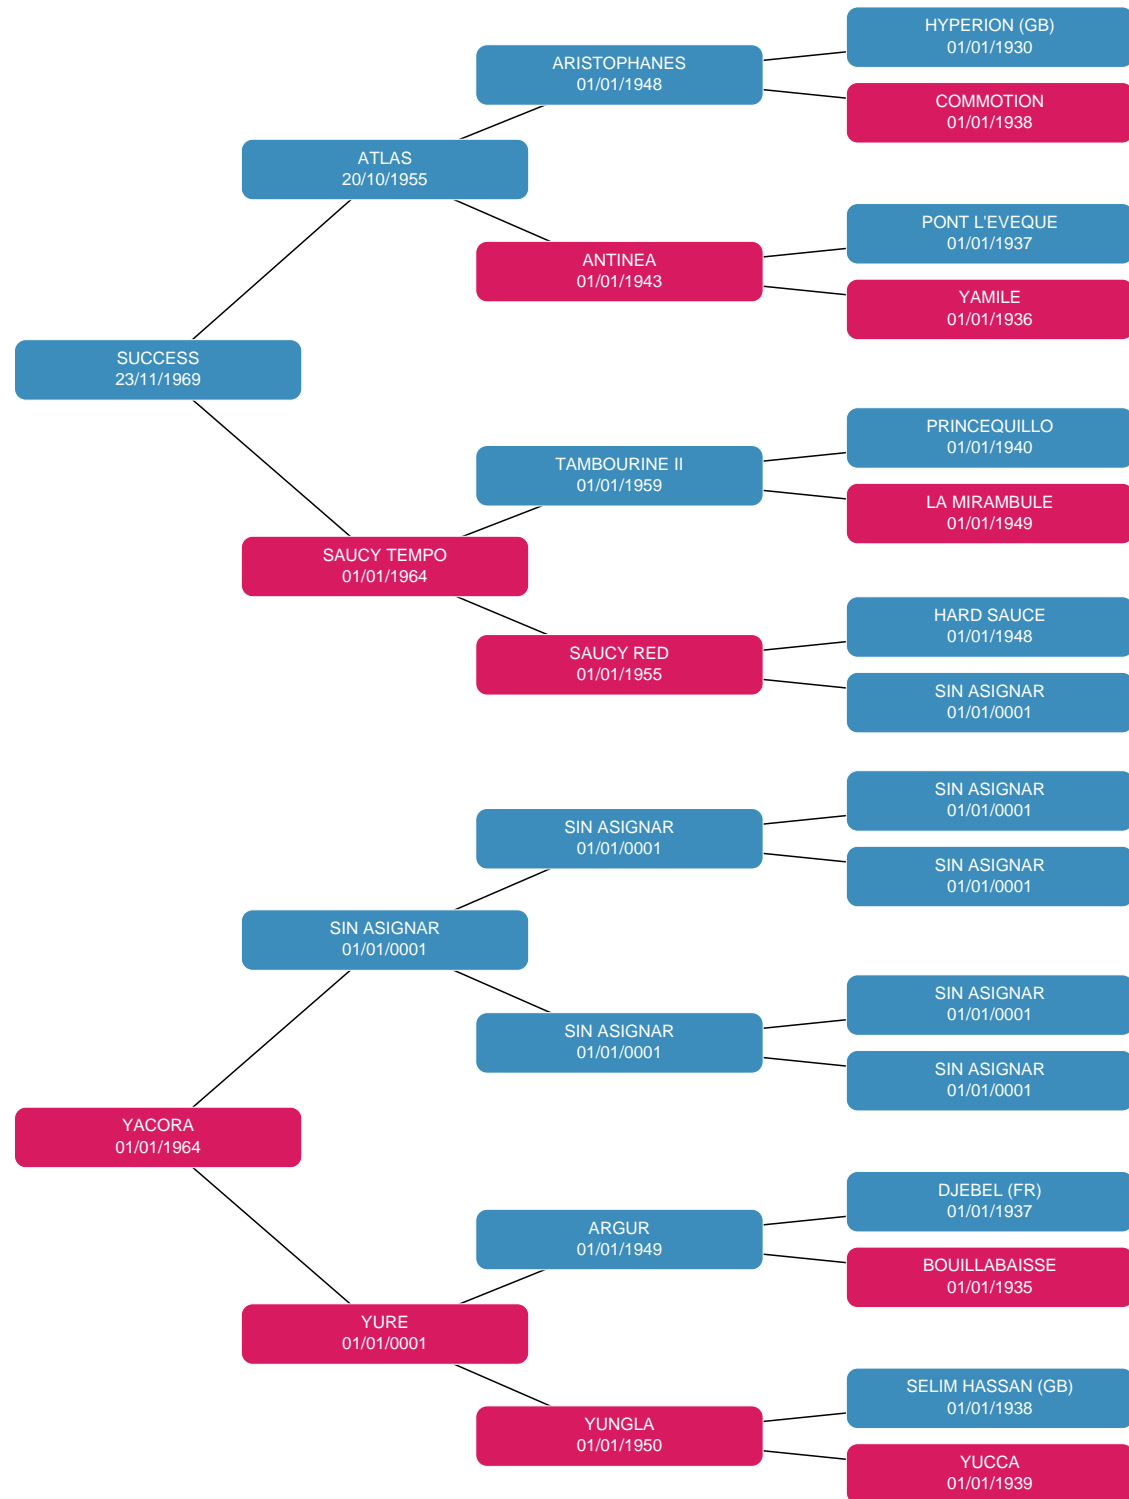 HYPERION (GB)
01/01/1930
ARISTOPHANES
01/01/1948
COMMOTION
01/01/1938
ATLAS
20/10/1955
PONT L'EVEQUE
01/01/1937
ANTINEA
01/01/1943
YAMILE
01/01/1936
SUCCESS
23/11/1969
PRINCEQUILLO
01/01/1940
TAMBOURINE II
01/01/1959
LA MIRAMBULE
01/01/1949
SAUCY TEMPO
01/01/1964
HARD SAUCE
01/01/1948
SAUCY RED
01/01/1955
SIN ASIGNAR
01/01/0001
SIN ASIGNAR
01/01/0001
SIN ASIGNAR
01/01/0001
SIN ASIGNAR
01/01/0001
SIN ASIGNAR
01/01/0001
SIN ASIGNAR
01/01/0001
SIN ASIGNAR
01/01/0001
SIN ASIGNAR
01/01/0001
YACORA
01/01/1964
DJEBEL (FR)
01/01/1937
ARGUR
01/01/1949
BOUILLABAISSE
01/01/1935
YURE
01/01/0001
SELIM HASSAN (GB)
01/01/1938
YUNGLA
01/01/1950
YUCCA
01/01/1939